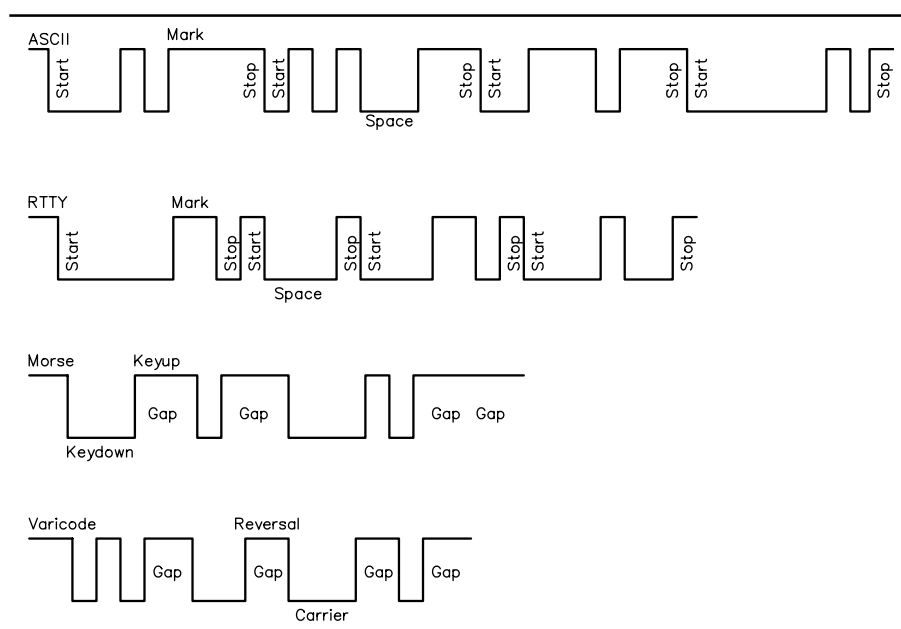 ASCII Mark
Start Stop Start Stop Start Stop Start Stop
Space
RTTY Mark
Start Stop Start Stop Start Stop Start Stop
Space
Morse Keyup
Gap Gap Gap Gap
Keydown
Varicode Reversal
Gap Gap Gap Gap
Carrier